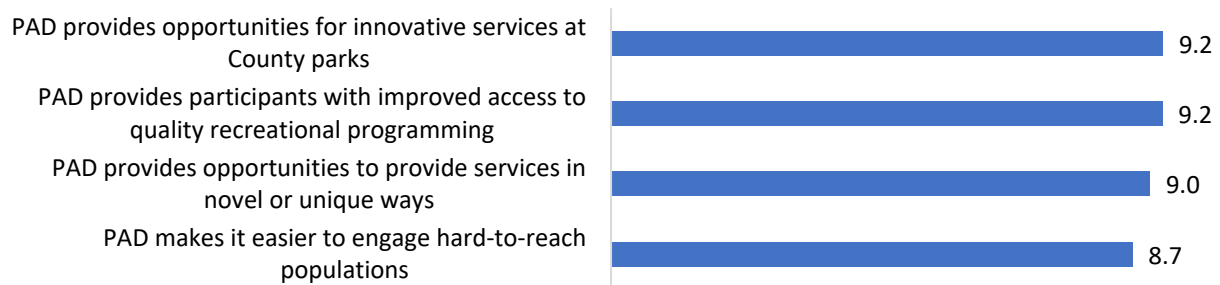 PAD provides opportunities for innovative services at
County parks
9.2
PAD provides participants with improved access to
quality recreational programming
9.2
PAD provides opportunities to provide services in
novel or unique ways
9.0
PAD makes it easier to engage hard-to-reach
populations
8.7